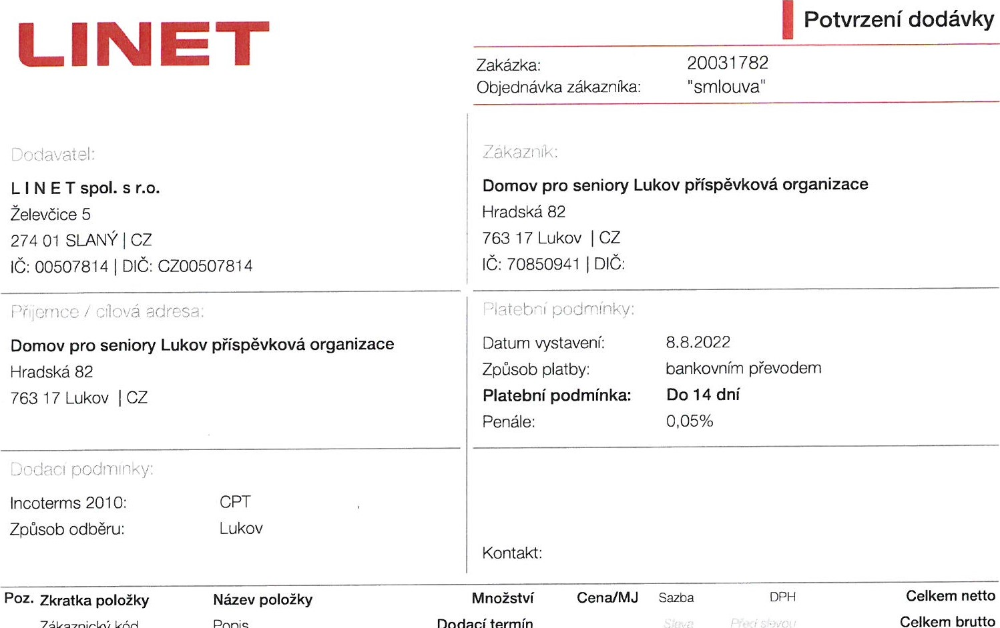 LINET
Potvrzení dodávky
Zakázka: 20031782
Objednávka zákazníka: "smlouva"
Dodavatel:
L I N E T spol. s r.o.
Želevčice 5
274 01 SLANÝ | CZ
IČ: 00507814 | DIČ: CZ00507814
Zákazník:
Domov pro seniory Lukov příspěvková organizace
Hradská 82
763 17 Lukov | CZ
IČ: 70850941 | DIČ:
Příjemce / cílová adresa:
Domov pro seniory Lukov příspěvková organizace
Hradská 82
763 17 Lukov | CZ
Platební podmínky:
Datum vystavení: 8.8.2022
Způsob platby: bankovním převodem
Platební podmínka: Do 14 dní
Penále: 0,05%
Dodací podmínky:
Incoterms 2010: CPT
Způsob odběru: Lukov
Kontakt:
Poz. Zkratka položky Název položky Množství Cena/MJ Sazba DPH Celkem netto
Zákaznický kód Popis Dodací termín Sleva Před slevou Celkem brutto